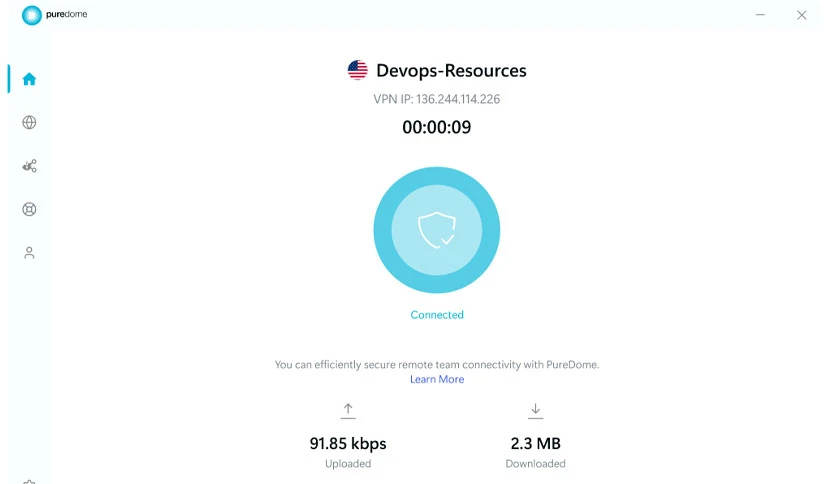 puredome
Devops-Resources
VPN IP: 136.244.114.226
00:00:09
Connected
You can efficiently secure remote team connectivity with PureDome.
Learn More
91.85 kbps
2.3 MB
Uploaded
Downloaded